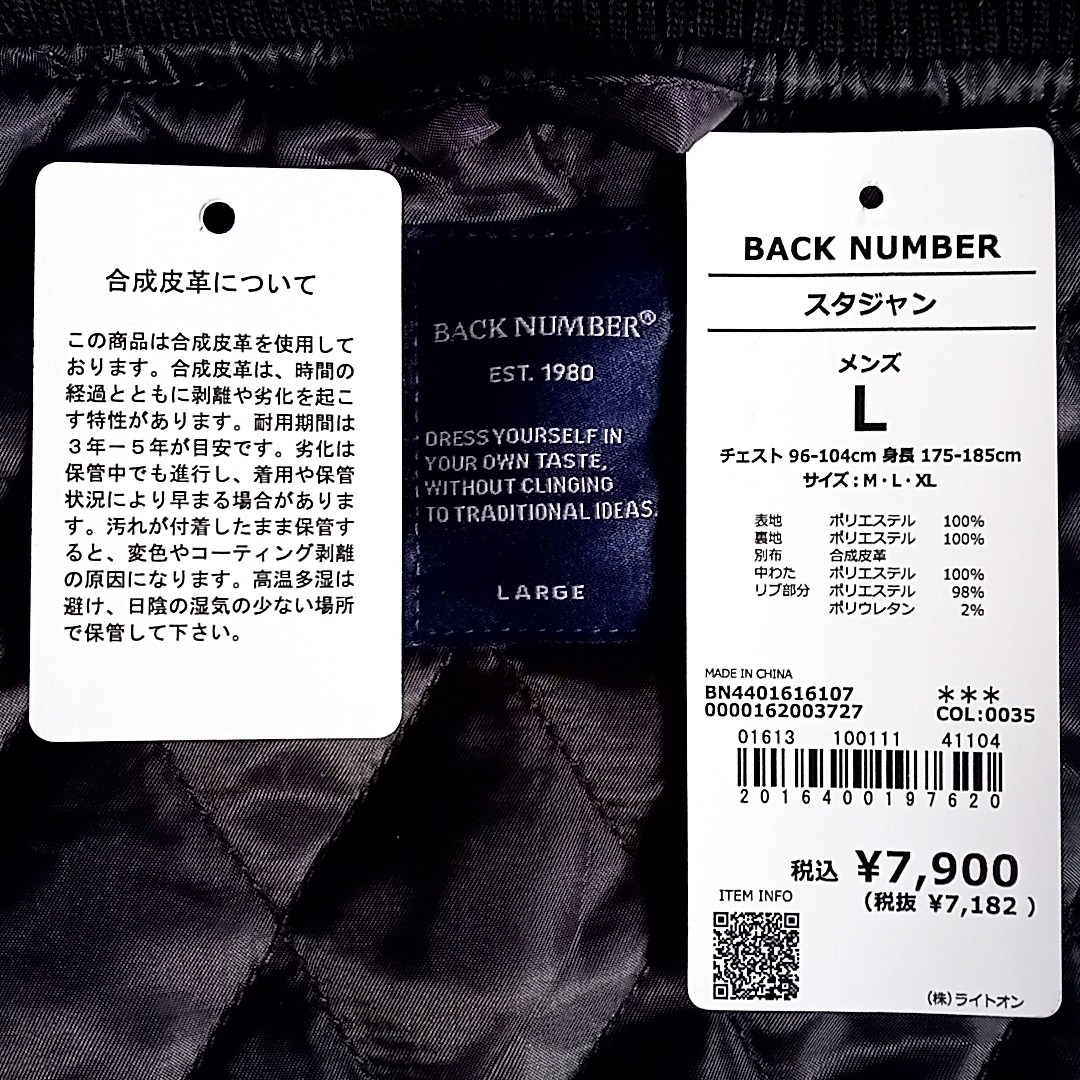 合成皮革について
この商品は合成皮革を使用して
おります。合成皮革は、時間の
経過とともに剥離や劣化を起こ
す特性があります。耐用期間は
３年－５年が目安です。劣化は
保管中でも進行し、着用や保管
状況により早まる場合がありま
す。汚れが付着したまま保管す
ると、変色やコーティング剥離
の原因になります。高温多湿は
避け、日陰の湿気の少ない場所
で保管して下さい。
BACK NUMBER®
EST. 1980
DRESS YOURSELF IN
YOUR OWN TASTE,
WITHOUT CLINGING
TO TRADITIONAL IDEAS.
LARGE
BACK NUMBER
スタジャン
メンズ
L
チェスト 96-104cm 身長 175-185cm
サイズ：M・L・XL
表地 ポリエステル 100%
裏地 ポリエステル 100%
別布 合成皮革
中わた ポリエステル 100%
リブ部分 ポリエステル 98%
ポリウレタン 2%
MADE IN CHINA
BN4401616107 ＊＊＊
0000162003727 COL:0035
01613 100111 41104
2016400197620
税込 ¥7,900
（税抜 ¥7,182 ）
ITEM INFO
（株）ライトオン